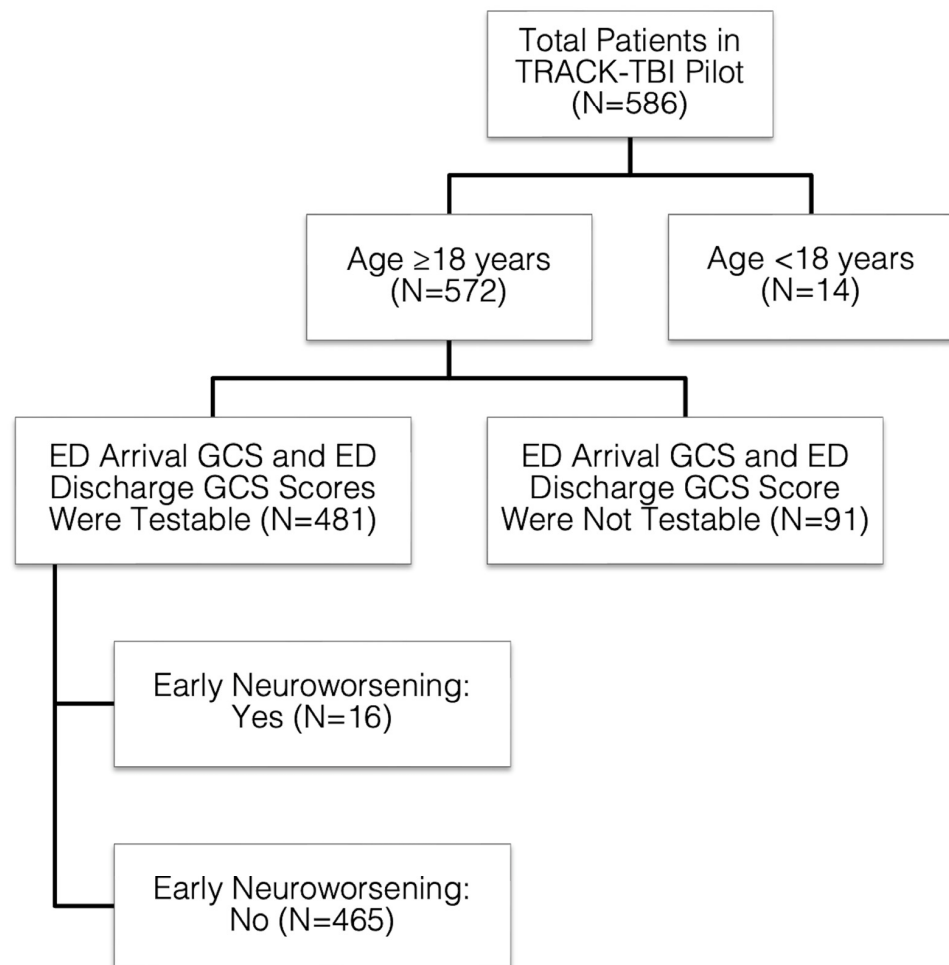 Total Patients in
TRACK-TBI Pilot
(N=586)
Age ≥18 years
(N=572)
Age <18 years
(N=14)
ED Arrival GCS and ED
Discharge GCS Scores
Were Testable (N=481)
ED Arrival GCS and ED
Discharge GCS Score
Were Not Testable (N=91)
Early Neuroworsening:
Yes (N=16)
Early Neuroworsening:
No (N=465)